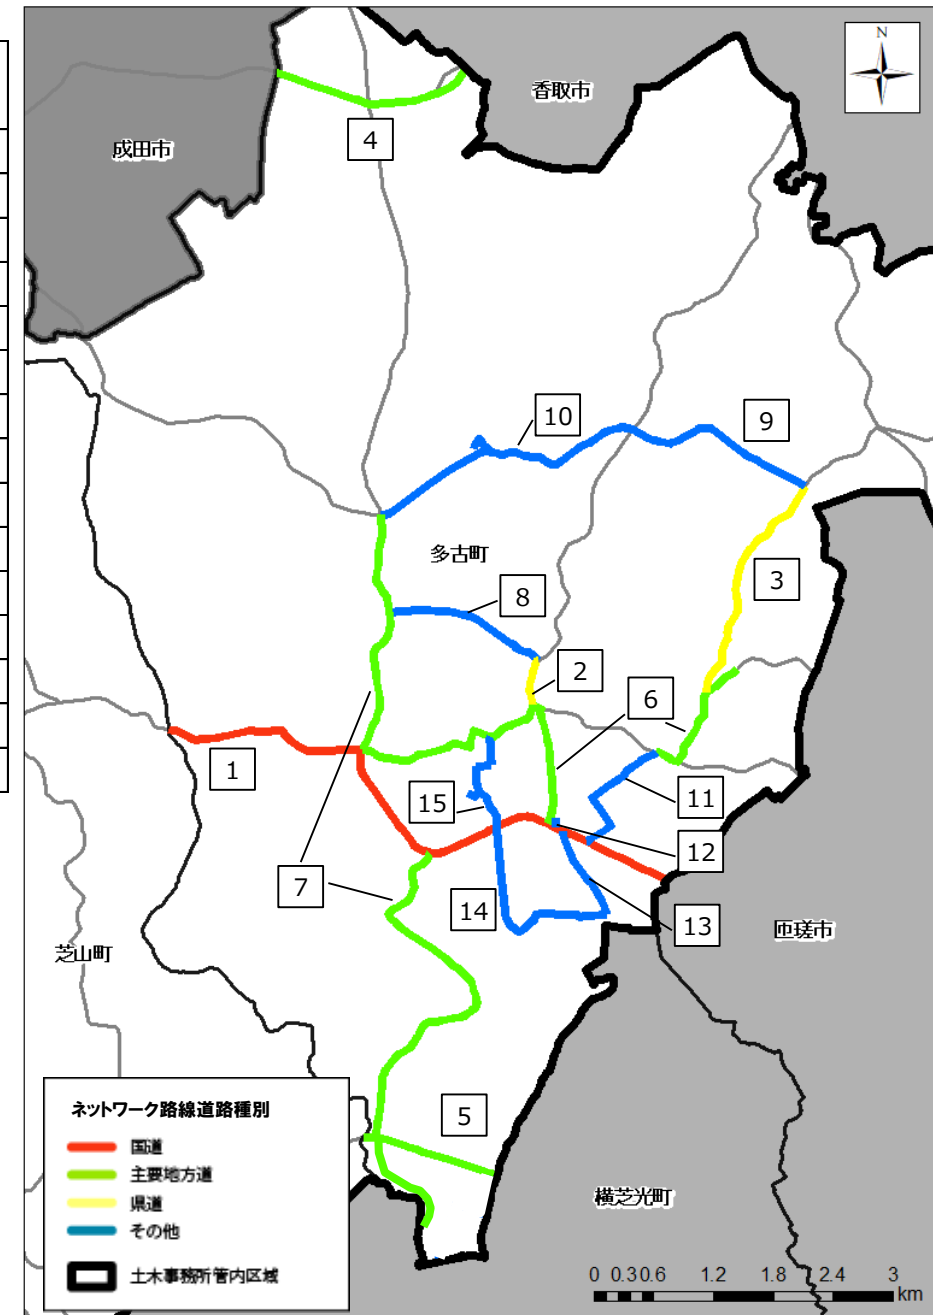 N
香取市
成田市
4
10
9
多古町
3
8
2
6
1
15
11
12
7
14
13
匝瑳市
芝山町
5
横芝光町
ネットワーク路線道路種別
国道
主要地方道
県道
その他
土木事務所管内区域
0 0.3 0.6 1.2 1.8 2.4 3
km